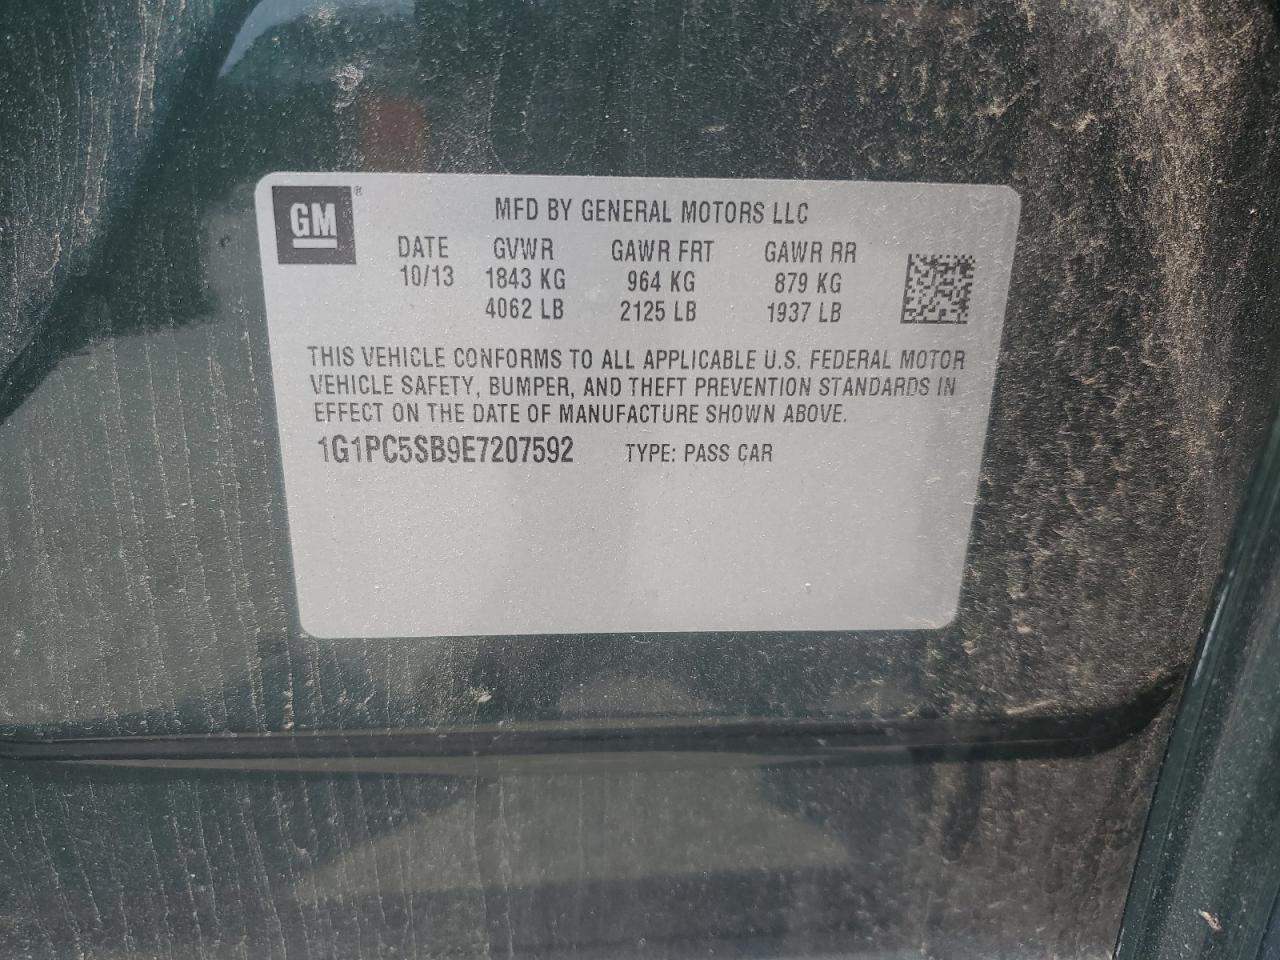 GM ®
MFD BY GENERAL MOTORS LLC
DATE GVWR GAWR FRT GAWR RR
10/13 1843 KG 964 KG 879 KG
4062 LB 2125 LB 1937 LB
THIS VEHICLE CONFORMS TO ALL APPLICABLE U.S. FEDERAL MOTOR
VEHICLE SAFETY, BUMPER, AND THEFT PREVENTION STANDARDS IN
EFFECT ON THE DATE OF MANUFACTURE SHOWN ABOVE.
1G1PC5SB9E7207592 TYPE: PASS CAR